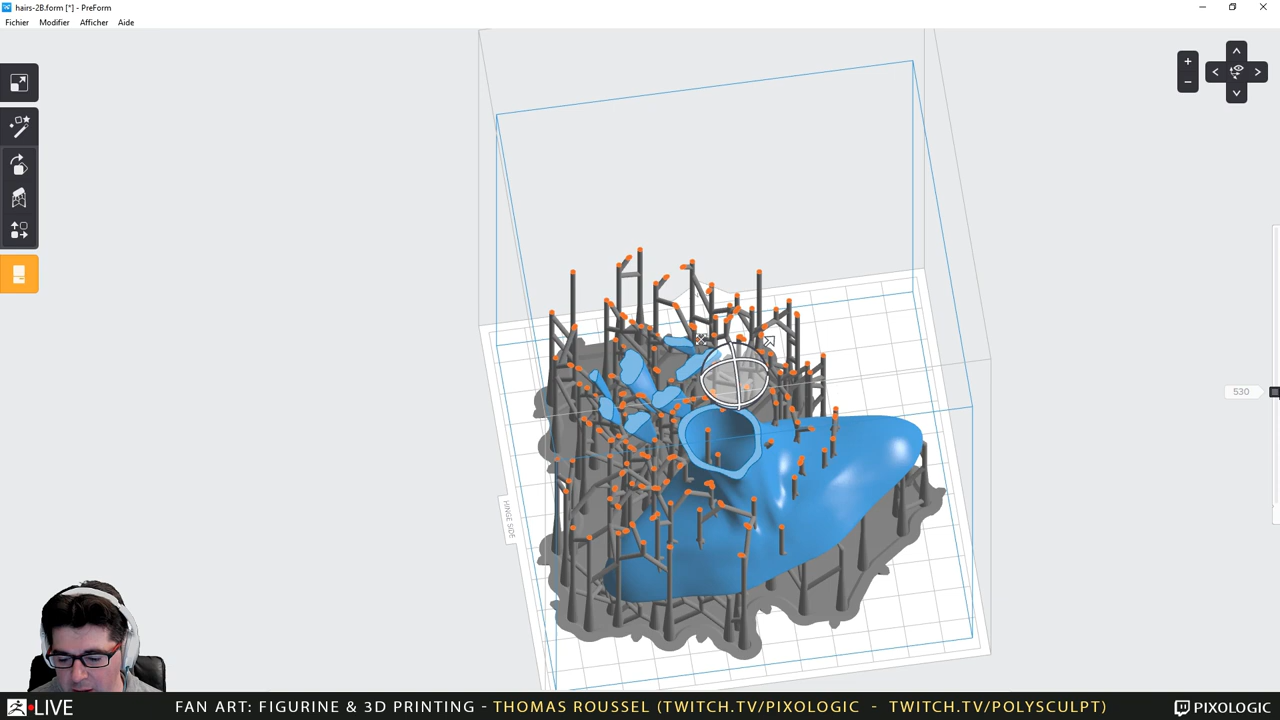 hairs-2B.form [*] - PreForm
Fichier Modifier Afficher Aide
530
HINGE SIDE
LIVE
FAN ART: FIGURINE & 3D PRINTING - THOMAS ROUSSEL (TWITCH.TV/PIXOLOGIC - TWITCH.TV/POLYSCULPT)
PIXOLOGIC